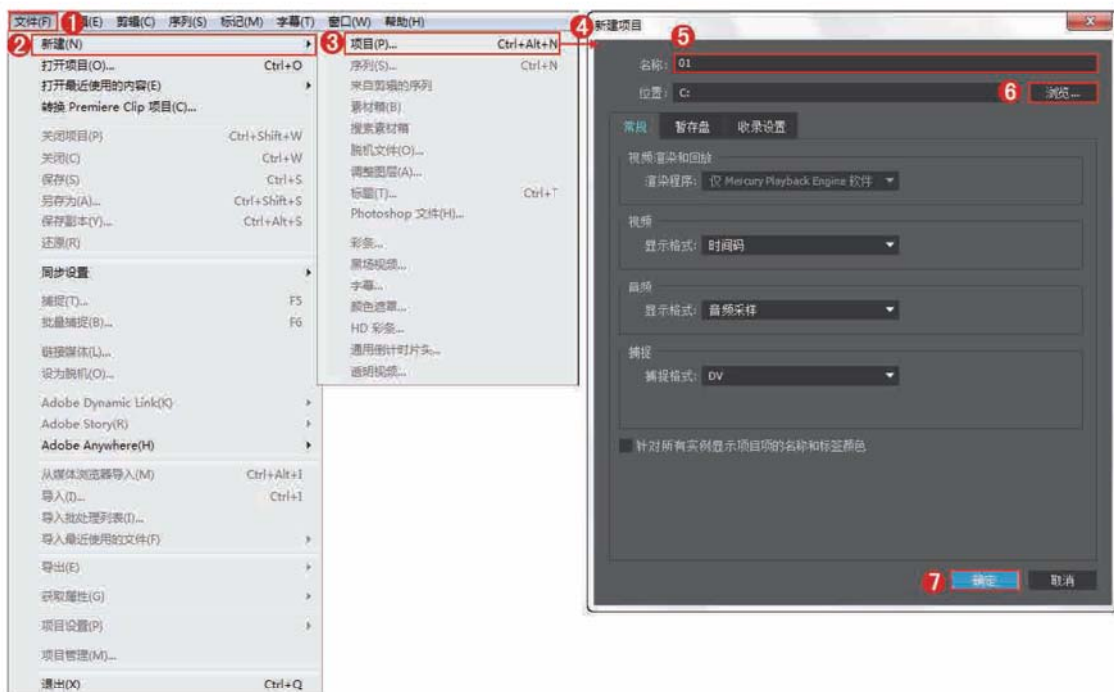 文件(F) 1 (E) 剪辑(C) 序列(S) 标记(M) 字幕(T) 窗口(W) 帮助(H)
2 新建(N)
打开项目(O)... Ctrl+O
打开最近使用的内容(E)
转换 Premiere Clip 项目(C)...
关闭项目(P) Ctrl+Shift+W
关闭(C) Ctrl+W
保存(S) Ctrl+S
另存为(A)... Ctrl+Shift+S
保存副本(Y)... Ctrl+Alt+S
还原(R)
同步设置
捕捉(T)... F5
批量捕捉(B)... F6
链接媒体(L)...
设为脱机(O)...
Adobe Dynamic Link(K)
Adobe Story(R)
Adobe Anywhere(H)
从媒体浏览器导入(M) Ctrl+Alt+I
导入(I)... Ctrl+I
导入批处理列表(I)...
导入最近使用的文件(F)
导出(E)
获取属性(G)
项目设置(P)
项目管理(M)...
退出(X) Ctrl+Q
3 项目(P)... Ctrl+Alt+N
序列(S)... Ctrl+N
来自剪辑的序列
素材箱(B)
搜索素材箱
脱机文件(O)...
调整图层(A)...
标题(T)... Ctrl+T
Photoshop 文件(H)...
彩条...
黑场视频...
字幕...
颜色遮罩...
HD 彩条...
通用倒计时片头...
透明视频...
4 新建项目
5
名称: 01
6
位置: C: 浏览...
常规 暂存盘 收录设置
视频渲染和回放
渲染程序: 仅 Mercury Playback Engine 软件
视频
显示格式: 时间码
音频
显示格式: 音频采样
捕捉
捕捉格式: DV
针对所有实例显示项目项的名称和标签颜色
7 确定 取消